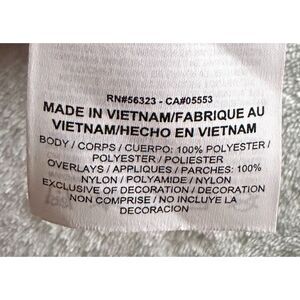 RN#56323 - CA#05553
MADE IN VIETNAM/FABRIQUE AU
VIETNAM/HECHO EN VIETNAM
BODY / CORPS / CUERPO: 100% POLYESTER /
POLYESTER / POLIESTER
OVERLAYS / APPLIQUES / PARCHES: 100%
NYLON / POLYAMIDE / NYLON
EXCLUSIVE OF DECORATION / DECORATION
NON COMPRISE / NO INCLUYE LA
DECORACION